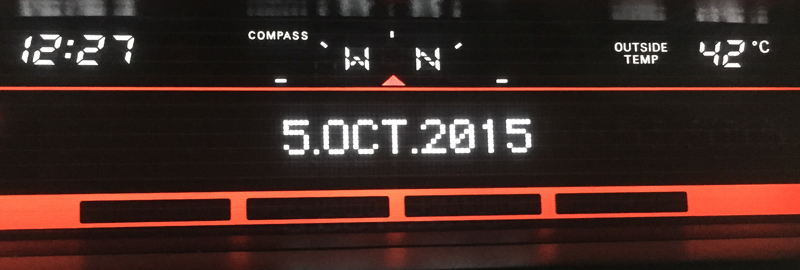 12:27
COMPASS
W N
OUTSIDE
TEMP
42°C
5.OCT.2015